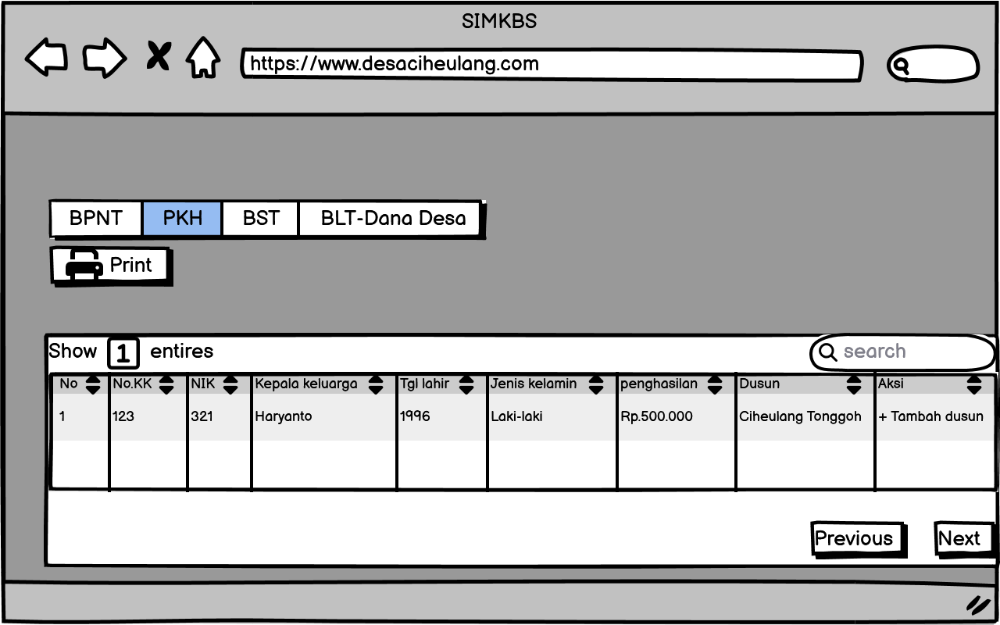 SIMKBS
https://www.desaciheulang.com
BPNT PKH BST BLT-Dana Desa
Print
Show 1 entires search
No No.KK NIK Kepala keluarga Tgl lahir Jenis kelamin penghasilan Dusun Aksi
1 123 321 Haryanto 1996 Laki-laki Rp.500.000 Ciheulang Tonggoh + Tambah dusun
Previous Next